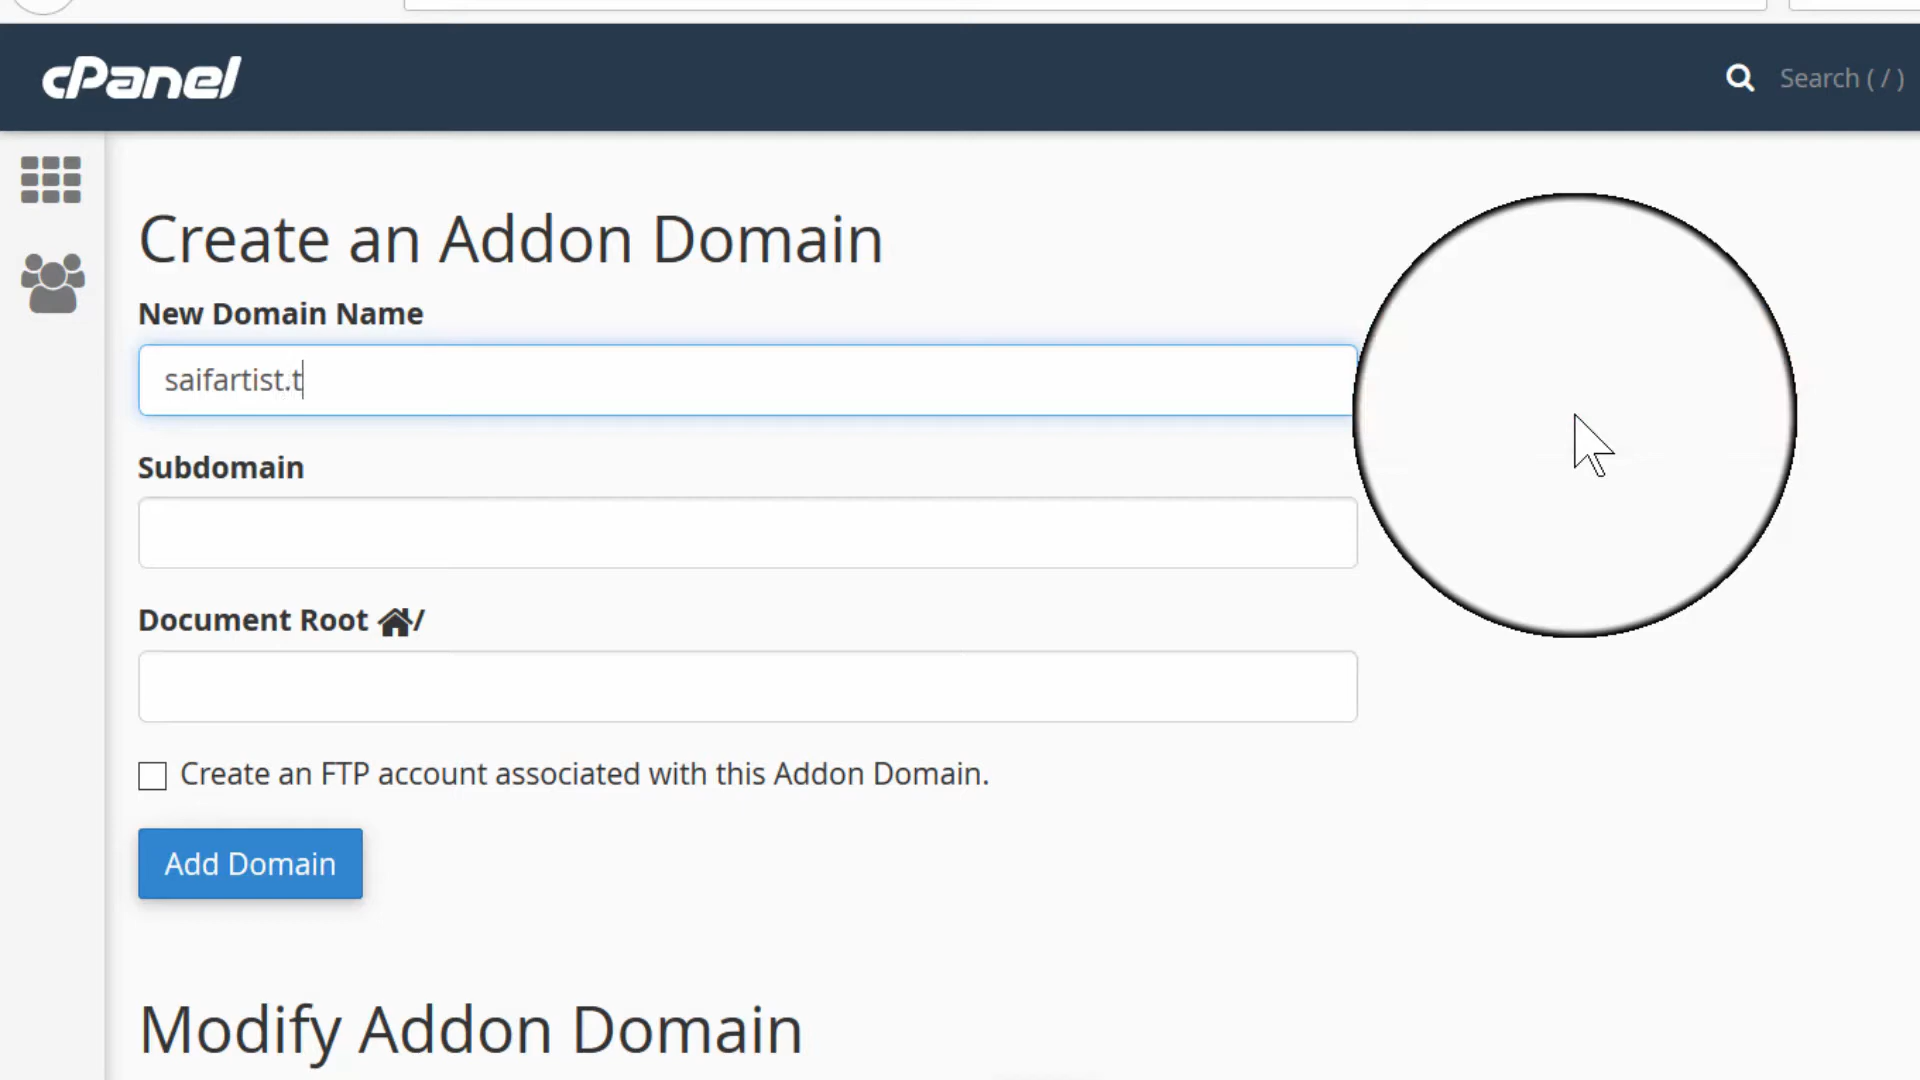 cPanel
Search ( / )
Create an Addon Domain
New Domain Name
saifartist.t
Subdomain
Document Root /
Create an FTP account associated with this Addon Domain.
Add Domain
Modify Addon Domain